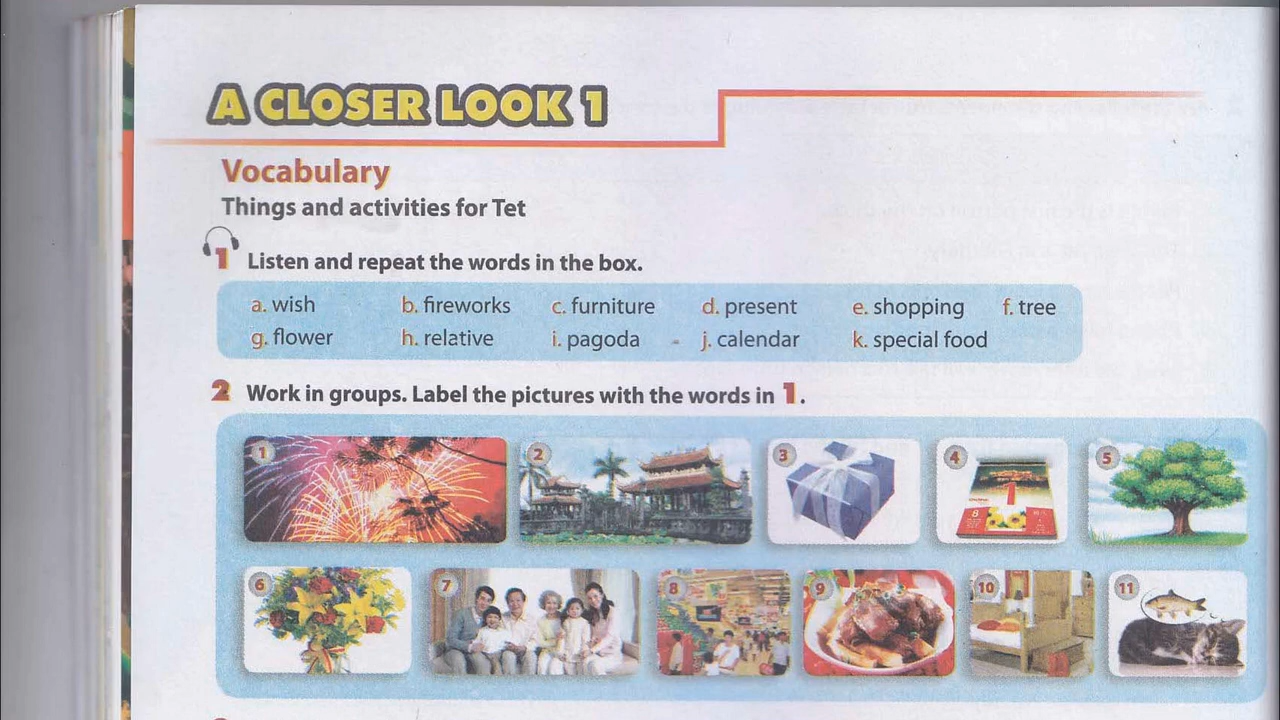 A CLOSER LOOK 1
Vocabulary
Things and activities for Tet
1 Listen and repeat the words in the box.
a. wish b. fireworks c. furniture d. present e. shopping f. tree
g. flower h. relative i. pagoda j. calendar k. special food
2 Work in groups. Label the pictures with the words in 1.
1 2 3 4 5
6 7 8 9 10 11